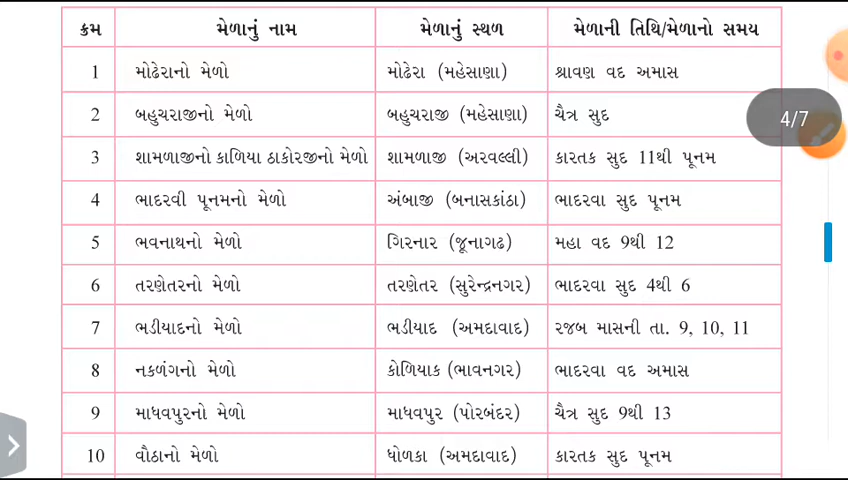 ક્રમ મેળાનું નામ મેળાનું સ્થળ મેળાની તિથિ/મેળાનો સમય
1 મોઢેરાનો મેળો મોઢેરા (મહેસાણા) શ્રાવણ વદ અમાસ
2 બહુચરાજીનો મેળો બહુચરાજી (મહેસાણા) ચૈત્ર સુદ
4/7
3 શામળાજીનો કાળિયા ઠાકોરજીનો મેળો શામળાજી (અરવલ્લી) કારતક સુદ 11થી પૂનમ
4 ભાદરવી પૂનમનો મેળો અંબાજી (બનાસકાંઠા) ભાદરવા સુદ પૂનમ
5 ભવનાથનો મેળો ગિરનાર (જૂનાગઢ) મહા વદ 9થી 12
6 તરણેતરનો મેળો તરણેતર (સુરેન્દ્રનગર) ભાદરવા સુદ 4થી 6
7 ભડીયાદનો મેળો ભડીયાદ (અમદાવાદ) રજબ માસની તા. 9, 10, 11
8 નકળંગનો મેળો કોળિયાક (ભાવનગર) ભાદરવા વદ અમાસ
9 માધવપુરનો મેળો માધવપુર (પોરબંદર) ચૈત્ર સુદ 9થી 13
10 વૌઠાનો મેળો ધોળકા (અમદાવાદ) કારતક સુદ પૂનમ